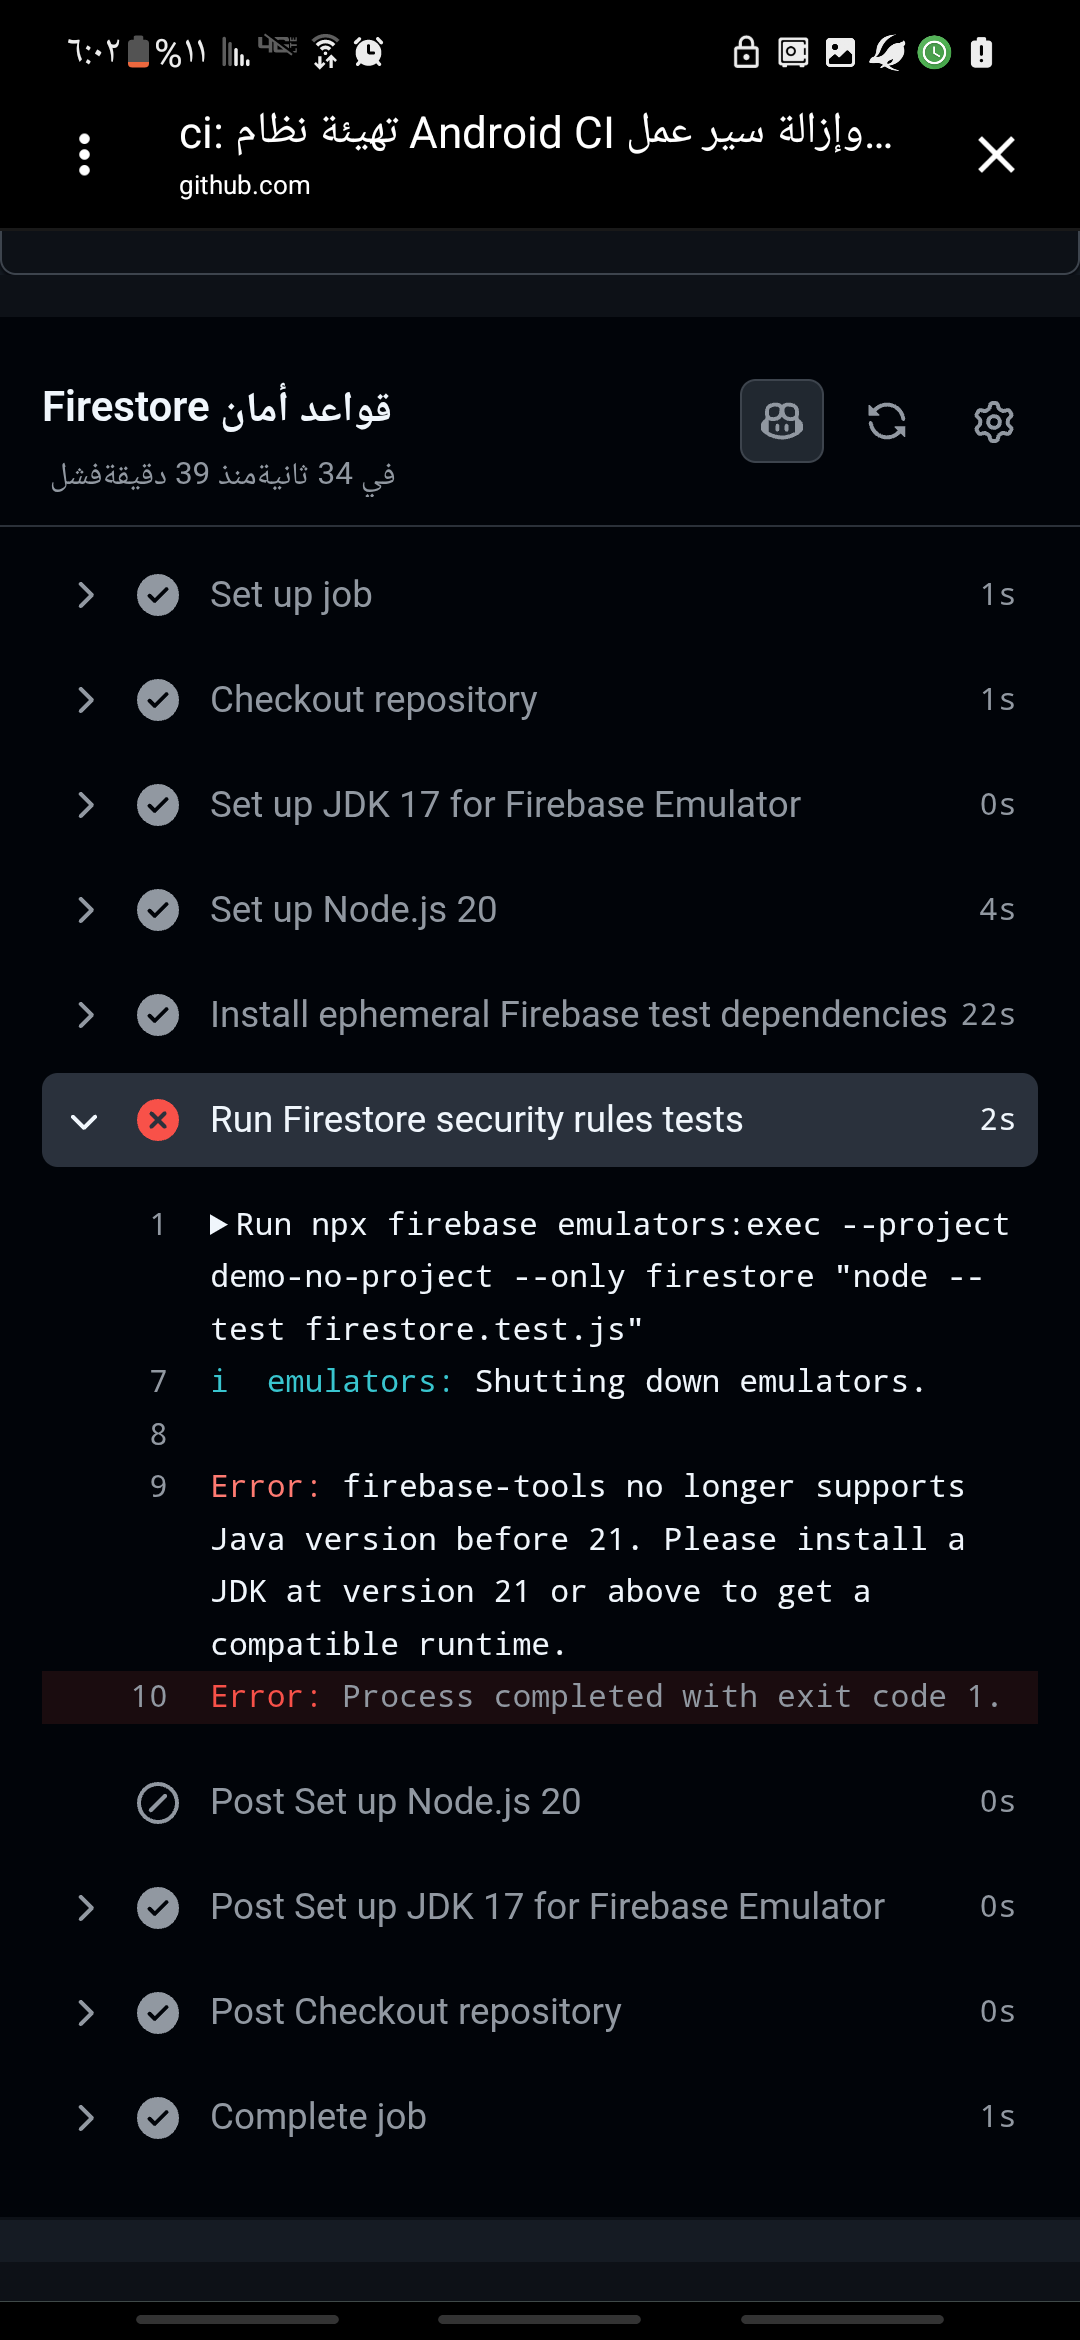 ٦:٠٢ %١١
ci: تهيئة نظام Android CI وإزالة سير عمل...
github.com
قواعد أمان Firestore
فشل منذ 39 دقيقة في 34 ثانية
Set up job 1s
Checkout repository 1s
Set up JDK 17 for Firebase Emulator 0s
Set up Node.js 20 4s
Install ephemeral Firebase test dependencies 22s
Run Firestore security rules tests 2s
1 Run npx firebase emulators:exec --project
demo-no-project --only firestore "node --
test firestore.test.js"
7 i emulators: Shutting down emulators.
8
9 Error: firebase-tools no longer supports
Java version before 21. Please install a
JDK at version 21 or above to get a
compatible runtime.
10 Error: Process completed with exit code 1.
Post Set up Node.js 20 0s
Post Set up JDK 17 for Firebase Emulator 0s
Post Checkout repository 0s
Complete job 1s